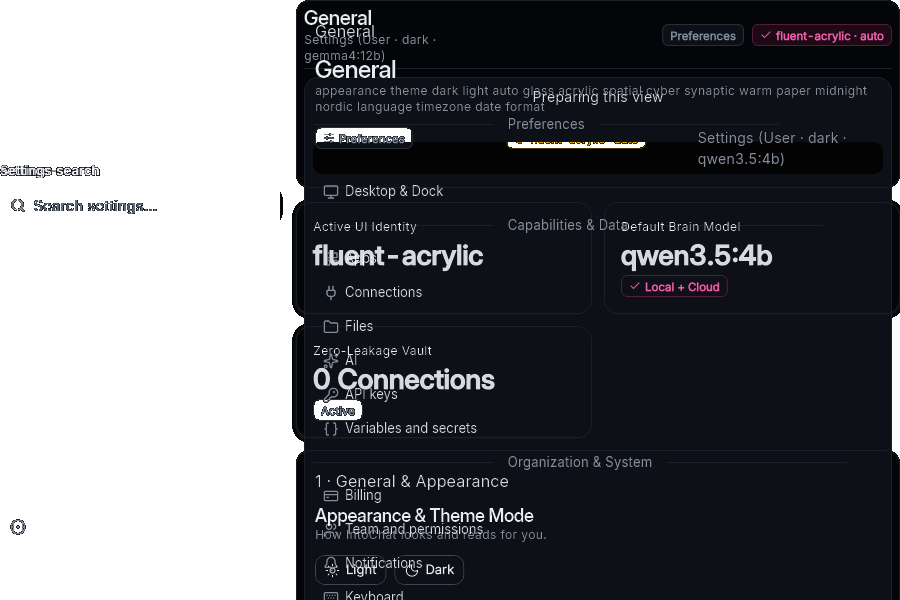 General
General
Settings (User · dark · gemma4:12b)
Preferences
fluent-acrylic · auto
General
appearance theme dark light auto glass acrylic spatial cyber synaptic warm paper midnight
nordic language timezone date format
Preparing this view
Preferences
Preferences
Settings (User · dark · qwen3.5:4b)
Settings-search
Search settings...
Desktop & Dock
Active UI Identity
Capabilities & Data
Default Brain Model
fluent-acrylic
Apps
qwen3.5:4b
Local + Cloud
Connections
Files
Zero-Leakage Vault
AI
0 Connections
API keys
Active
Variables and secrets
Organization & System
1 · General & Appearance
Billing
Appearance & Theme Mode
Team and permissions
How IntoChat looks and reads for you.
Notifications
Light
Dark
Keyboard